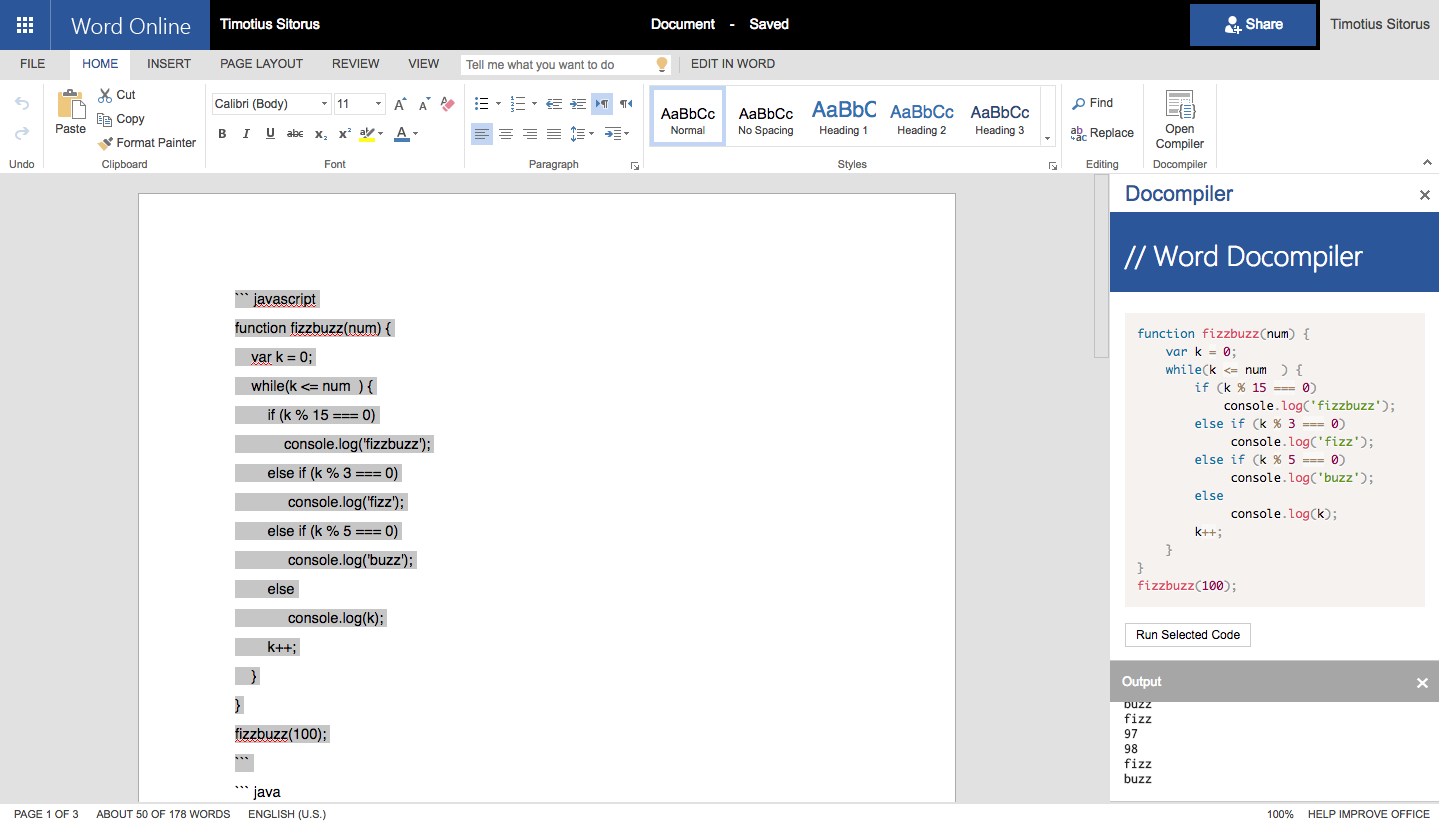 Word Online
Timotius Sitorus
Document - Saved
Share
Timotius Sitorus
FILE HOME INSERT PAGE LAYOUT REVIEW VIEW Tell me what you want to do EDIT IN WORD
Undo
Paste
Cut
Copy
Format Painter
Clipboard
Calibri (Body) 11
B I U abc x₂ x² ab A
Font
Paragraph
AaBbCc Normal
AaBbCc No Spacing
AaBbC Heading 1
AaBbCc Heading 2
AaBbCc Heading 3
Styles
Find
Replace
Editing
Open
Compiler
Docompiler
``` javascript
function fizzbuzz(num) {
    var k = 0;
    while(k <= num  ) {
        if (k % 15 === 0)
            console.log('fizzbuzz');
        else if (k % 3 === 0)
            console.log('fizz');
        else if (k % 5 === 0)
            console.log('buzz');
        else
            console.log(k);
        k++;
    }
}
fizzbuzz(100);
```
``` java
Docompiler
// Word Docompiler
function fizzbuzz(num) {
    var k = 0;
    while(k <= num  ) {
        if (k % 15 === 0)
            console.log('fizzbuzz');
        else if (k % 3 === 0)
            console.log('fizz');
        else if (k % 5 === 0)
            console.log('buzz');
        else
            console.log(k);
        k++;
    }
}
fizzbuzz(100);
Run Selected Code
Output
buzz
fizz
97
98
fizz
buzz
PAGE 1 OF 3 ABOUT 50 OF 178 WORDS ENGLISH (U.S.)
100% HELP IMPROVE OFFICE